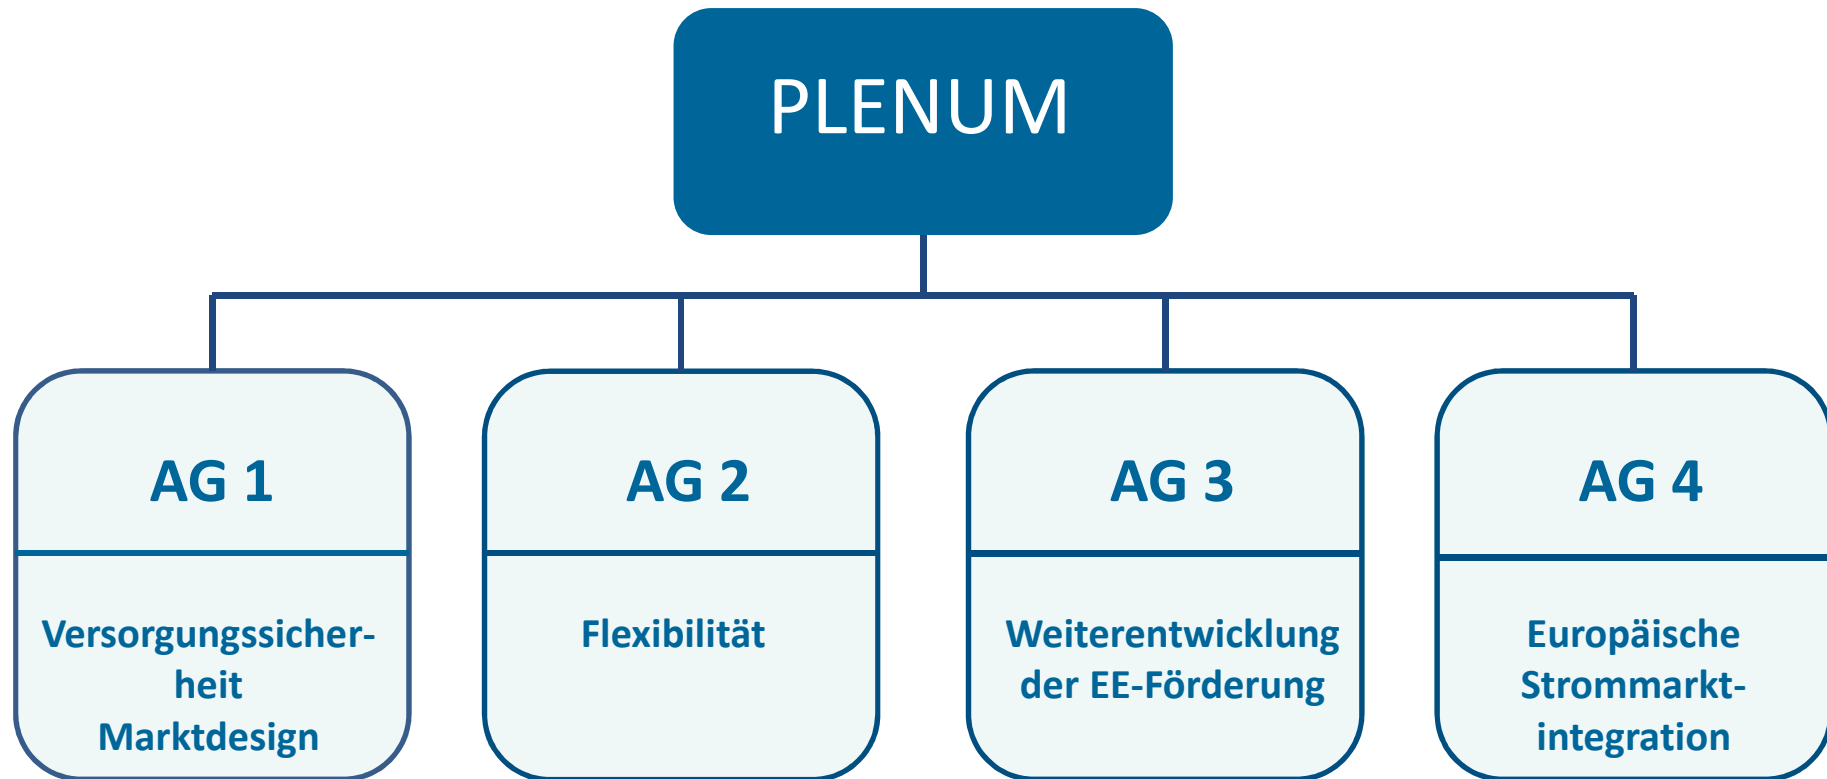 PLENUM
AG 1
Versorgungssicher-
heit
Marktdesign
AG 2
Flexibilität
AG 3
Weiterentwicklung
der EE-Förderung
AG 4
Europäische
Strommarkt-
integration